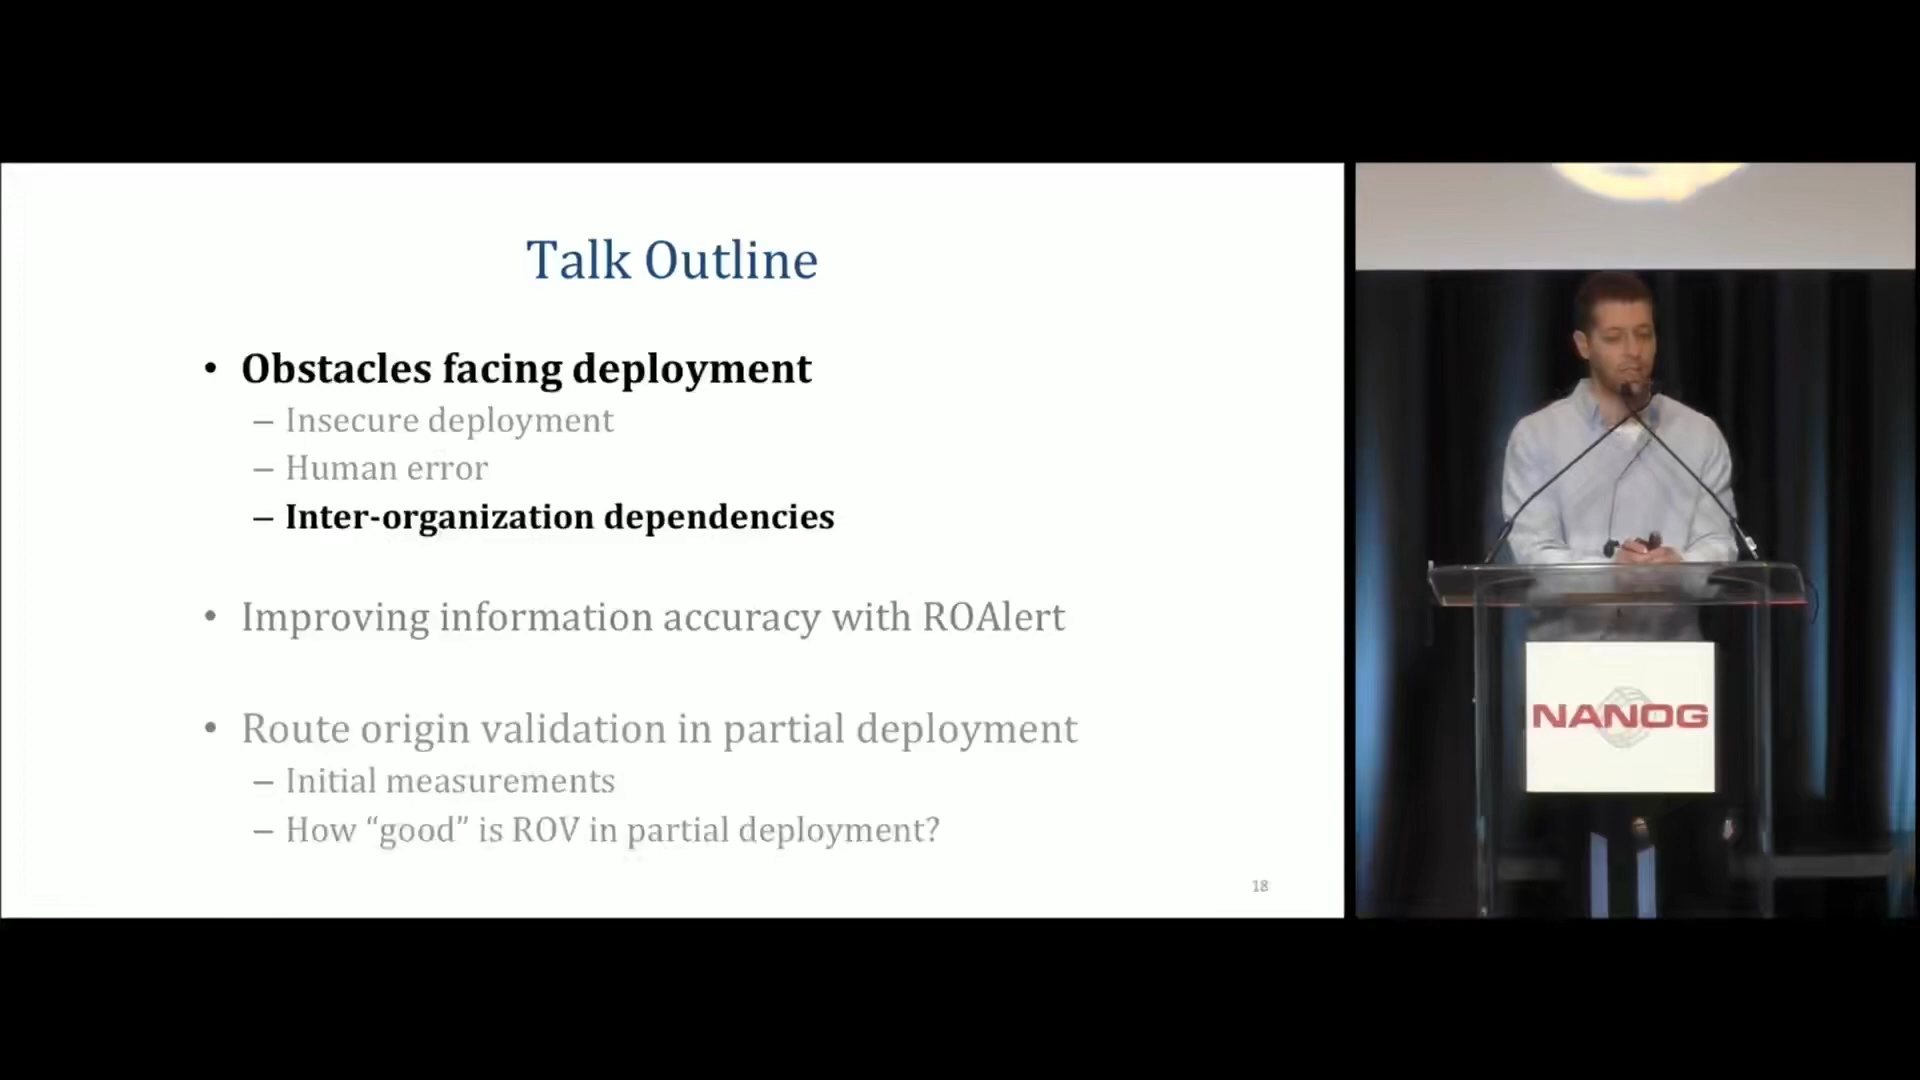 Talk Outline
• Obstacles facing deployment
– Insecure deployment
– Human error
– Inter-organization dependencies
• Improving information accuracy with ROAlert
• Route origin validation in partial deployment
– Initial measurements
– How “good” is ROV in partial deployment?
18
NANOG